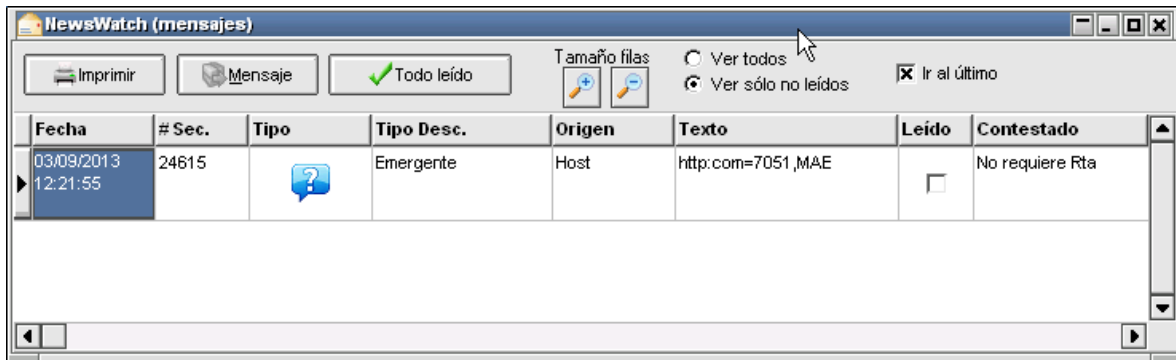 NewsWatch (mensajes)
Imprimir
Mensaje
Todo leído
Tamaño filas
Ver todos
Ver sólo no leídos
Ir al último
Fecha # Sec. Tipo Tipo Desc. Origen Texto Leído Contestado
03/09/2013 24615 Emergente Host http:com=7051,MAE No requiere Rta
12:21:55